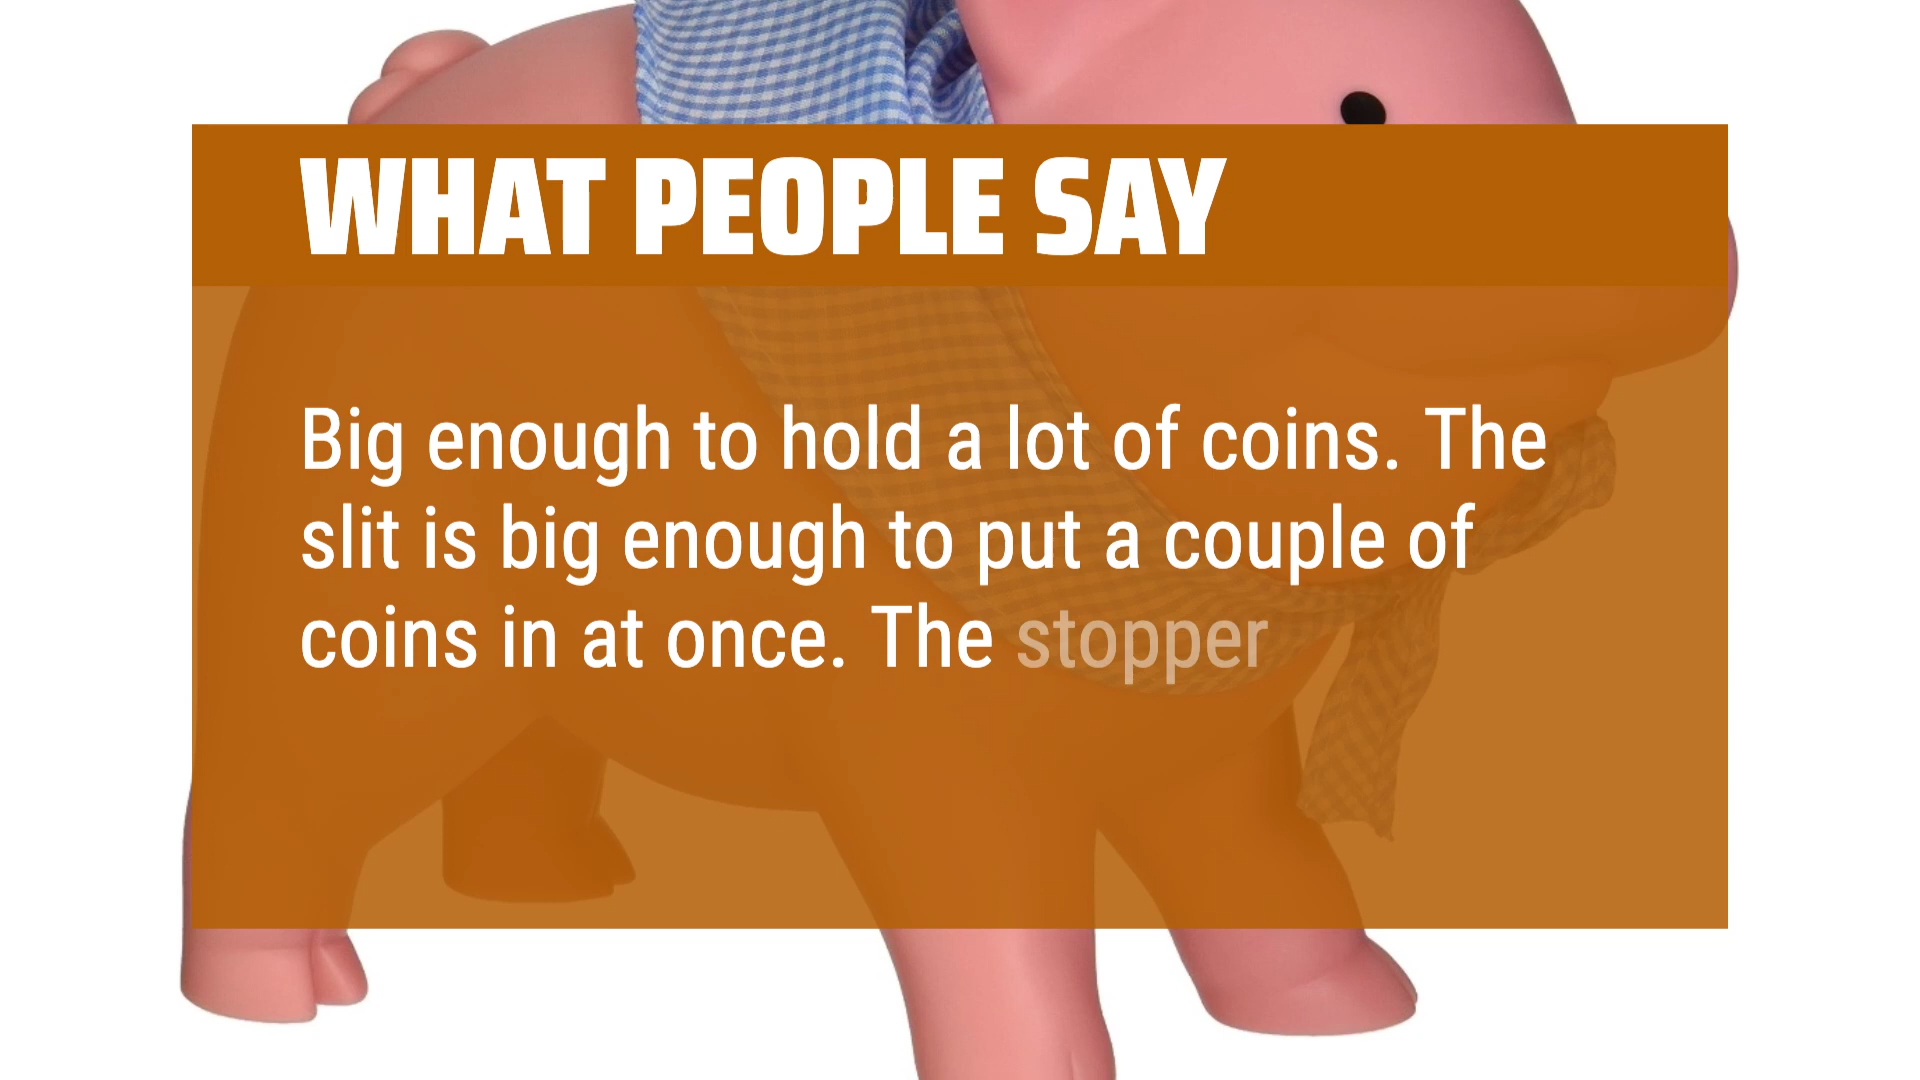 WHAT PEOPLE SAY
Big enough to hold a lot of coins. The
slit is big enough to put a couple of
coins in at once. The stopper